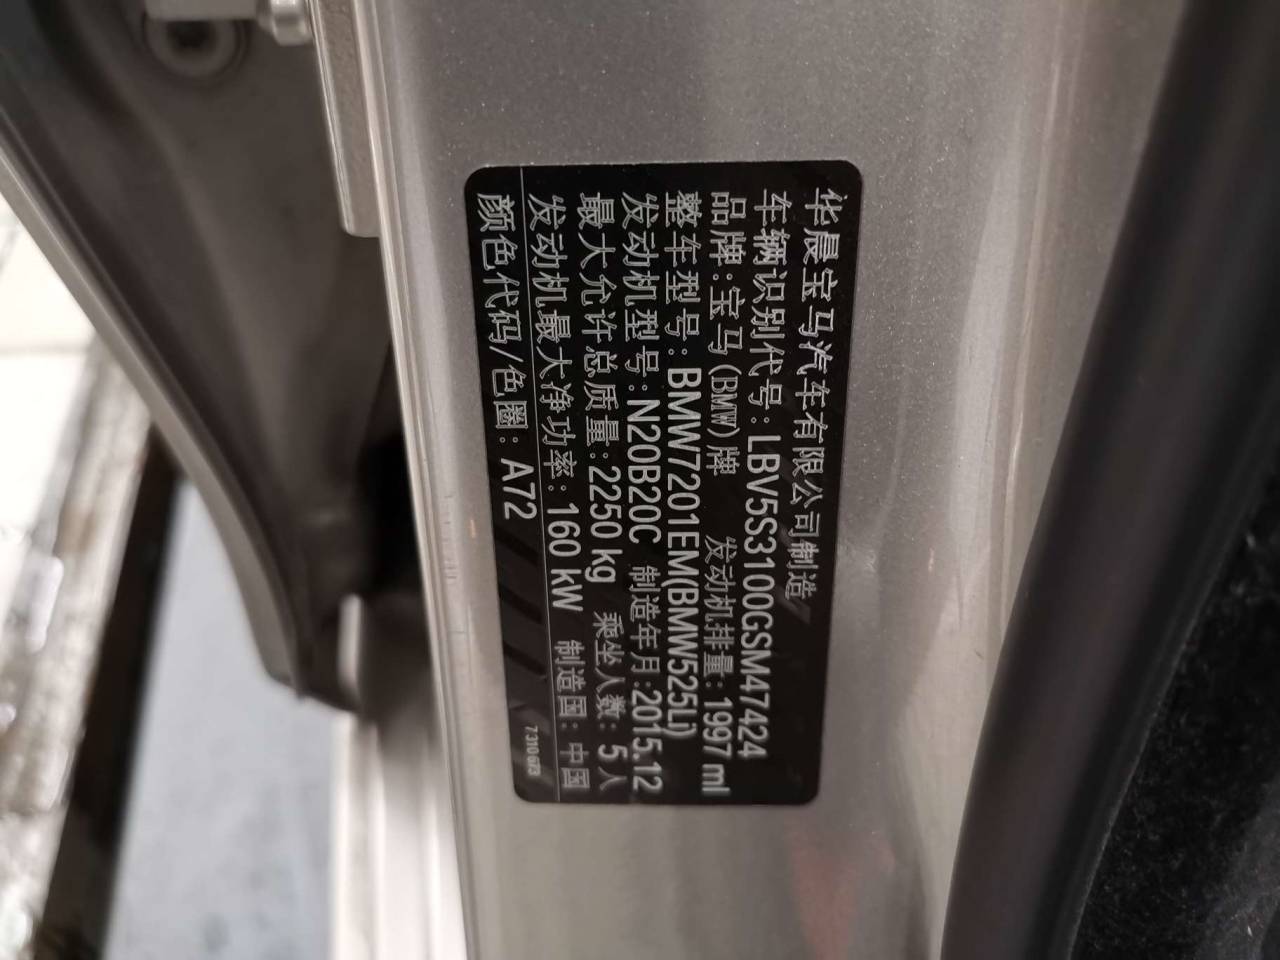 华晨宝马汽车有限公司制造
车辆识别代号:LBV5S3100GSM47424
品牌:宝马(BMW)牌 发动机排量:1997 ml
整车型号:BMW7201EM(BMW525Li)
发动机型号:N20B20C 制造年月:2015.12
最大允许总质量:2250 kg 乘坐人数:5人
发动机最大净功率:160 kW 制造国:中国
颜色代码/色圈:A72